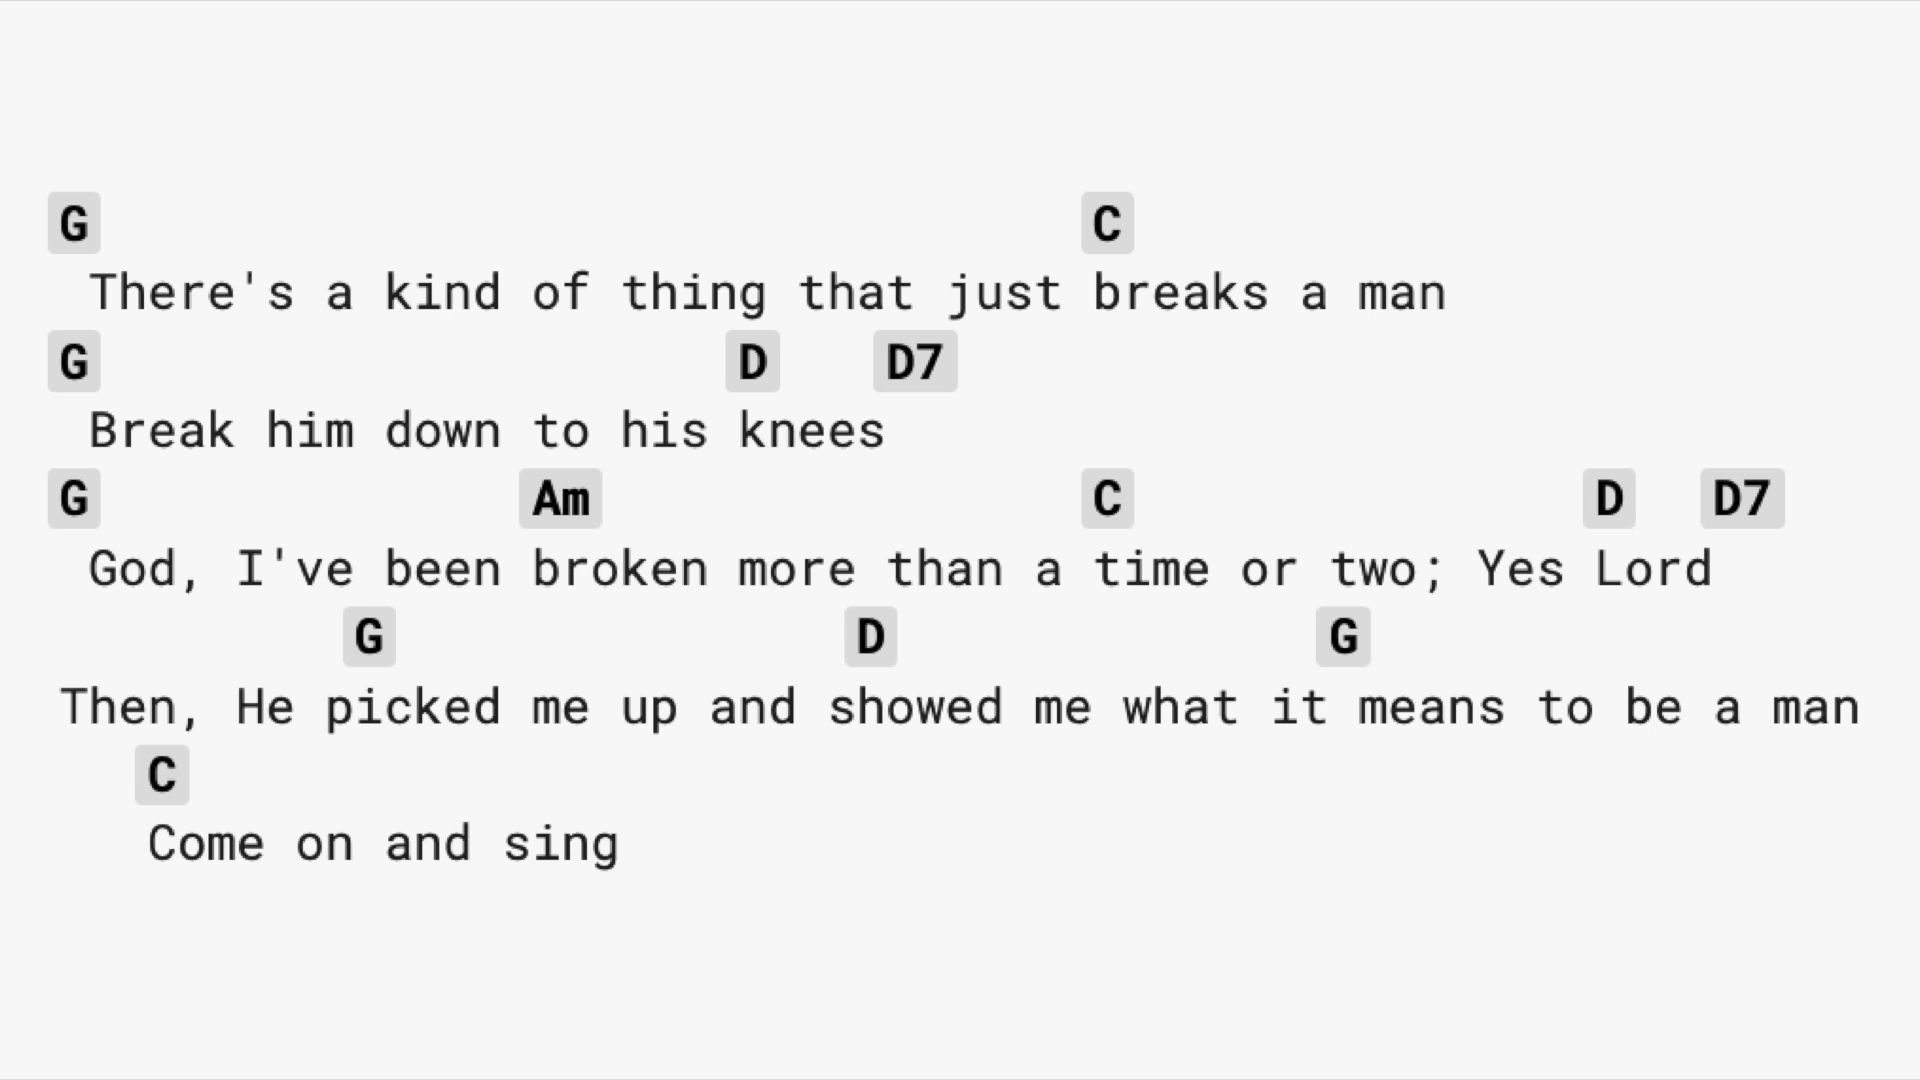 G C
There's a kind of thing that just breaks a man
G D D7
Break him down to his knees
G Am C D D7
God, I've been broken more than a time or two; Yes Lord
G D G
Then, He picked me up and showed me what it means to be a man
C
Come on and sing